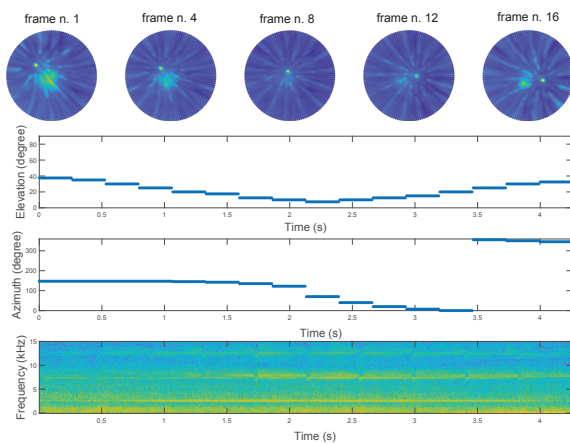 frame n. 1 frame n. 4 frame n. 8 frame n. 12 frame n. 16
Elevation (degree)
80
60
40
20
0
0 0.5 1 1.5 2 2.5 3 3.5 4
Time (s)
Azimuth (degree)
300
200
100
0
0 0.5 1 1.5 2 2.5 3 3.5 4
Time (s)
Frequency (kHz)
15
10
5
0
0 0.5 1 1.5 2 2.5 3 3.5 4
Time (s)